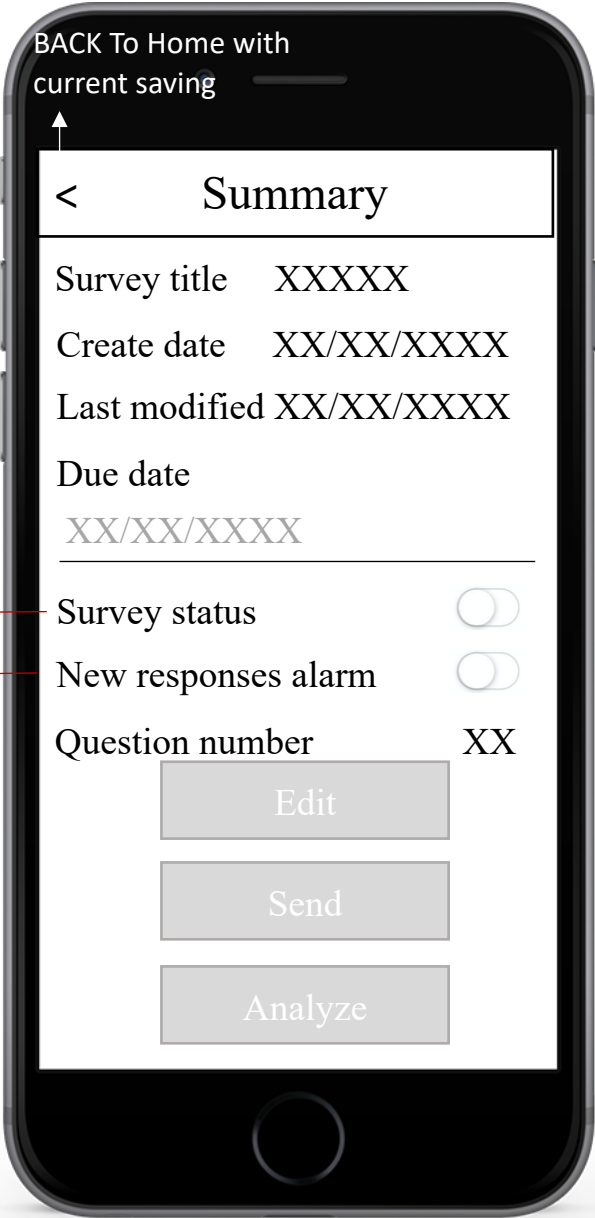 BACK To Home with
current saving
< Summary
Survey title XXXXX
Create date XX/XX/XXXX
Last modified XX/XX/XXXX
Due date
XX/XX/XXXX
Survey status
New responses alarm
Question number XX
Edit
Send
Analyze